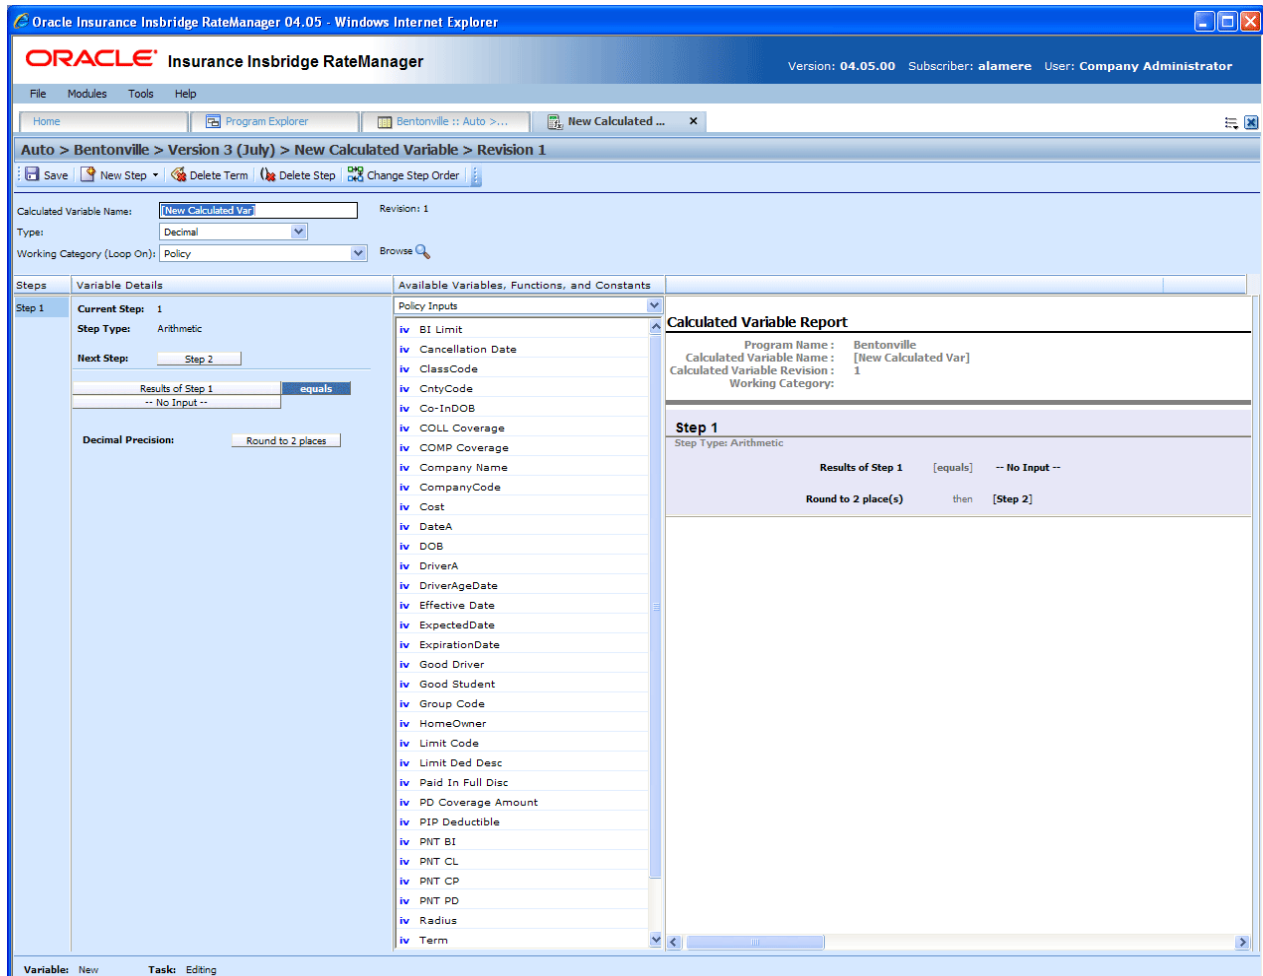 Oracle Insurance Insbridge RateManager 04.05 - Windows Internet Explorer
ORACLE Insurance Insbridge RateManager
Version: 04.05.00 Subscriber: alamere User: Company Administrator
File Modules Tools Help
Home Program Explorer Bentonville :: Auto >... New Calculated ... x
Auto > Bentonville > Version 3 (July) > New Calculated Variable > Revision 1
Save New Step Delete Term Delete Step Change Step Order
Calculated Variable Name: [New Calculated Var] Revision: 1
Type: Decimal
Working Category (Loop On): Policy Browse
Steps Variable Details Available Variables, Functions, and Constants
Step 1
Current Step: 1
Step Type: Arithmetic
Next Step: Step 2
Results of Step 1 equals
-- No Input --
Decimal Precision: Round to 2 places
Policy Inputs
iv BI Limit
iv Cancellation Date
iv ClassCode
iv CntyCode
iv Co-InDOB
iv COLL Coverage
iv COMP Coverage
iv Company Name
iv CompanyCode
iv Cost
iv DateA
iv DOB
iv DriverA
iv DriverAgeDate
iv Effective Date
iv ExpectedDate
iv ExpirationDate
iv Good Driver
iv Good Student
iv Group Code
iv HomeOwner
iv Limit Code
iv Limit Ded Desc
iv Paid In Full Disc
iv PD Coverage Amount
iv PIP Deductible
iv PNT BI
iv PNT CL
iv PNT CP
iv PNT PD
iv Radius
iv Term
Calculated Variable Report
Program Name : Bentonville
Calculated Variable Name : [New Calculated Var]
Calculated Variable Revision : 1
Working Category:
Step 1
Step Type: Arithmetic
Results of Step 1 [equals] -- No Input --
Round to 2 place(s) then [Step 2]
Variable: New Task: Editing